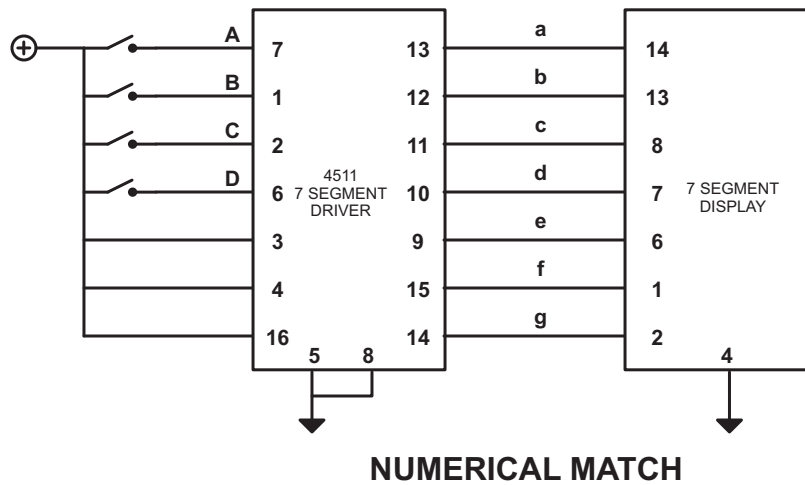 A 7 13 a 14
B 1 12 b 13
C 2 11 c 8
D 6 10 d 7
4511
7 SEGMENT
DRIVER
7 SEGMENT
DISPLAY
3 9 e 6
4 15 f 1
16 14 g 2
5 8 4
NUMERICAL MATCH